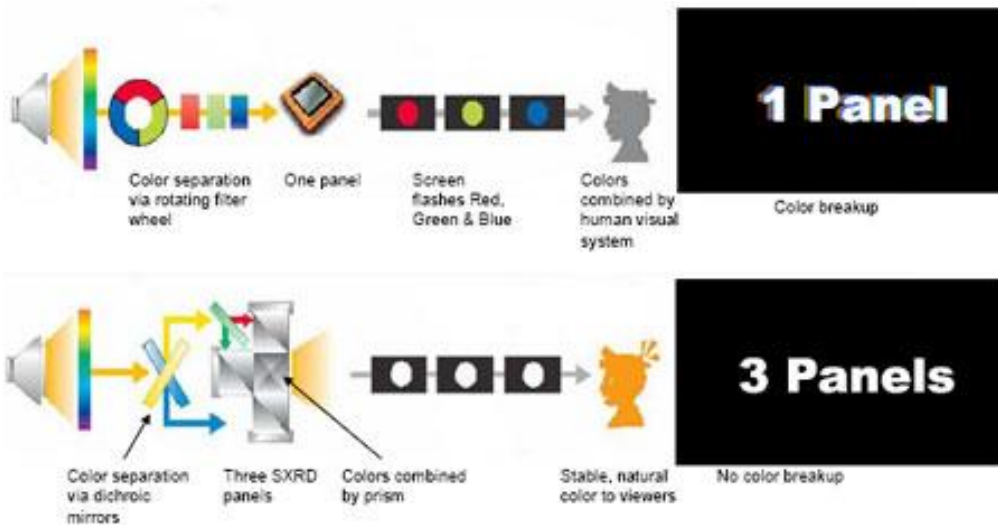 1 Panel
Color separation
via rotating filter
wheel
One panel
Screen
flashes Red,
Green & Blue
Colors
combined by
human visual
system
Color breakup
3 Panels
Color separation
via dichroic
mirrors
Three SXRD
panels
Colors combined
by prism
Stable, natural
color to viewers
No color breakup